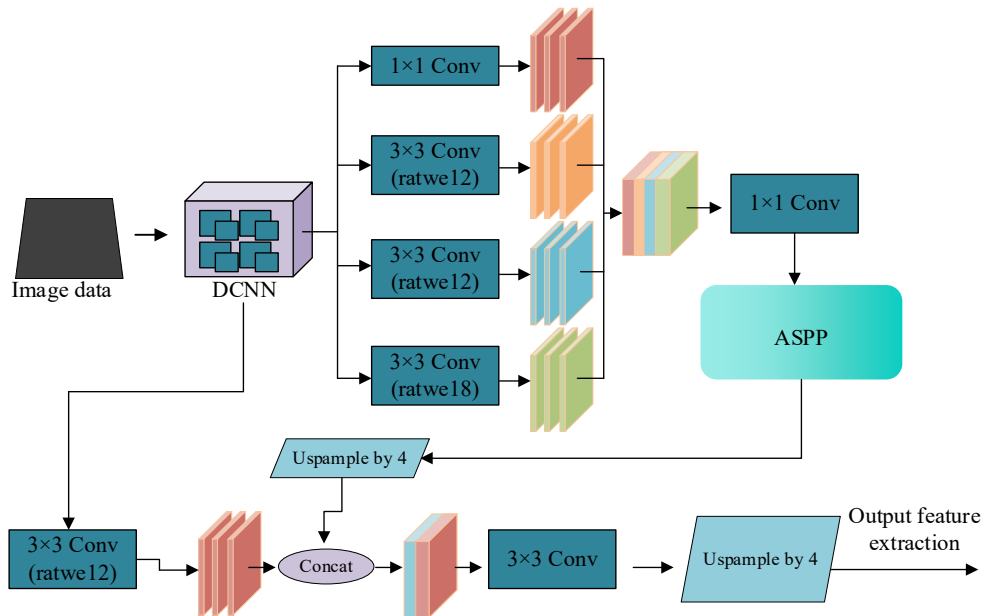 1×1 Conv
3×3 Conv
(ratwe12)
3×3 Conv
(ratwe12)
3×3 Conv
(ratwe18)
Image data
DCNN
1×1 Conv
ASPP
Uspample by 4
3×3 Conv
(ratwe12)
Concat
3×3 Conv
Uspample by 4
Output feature
extraction